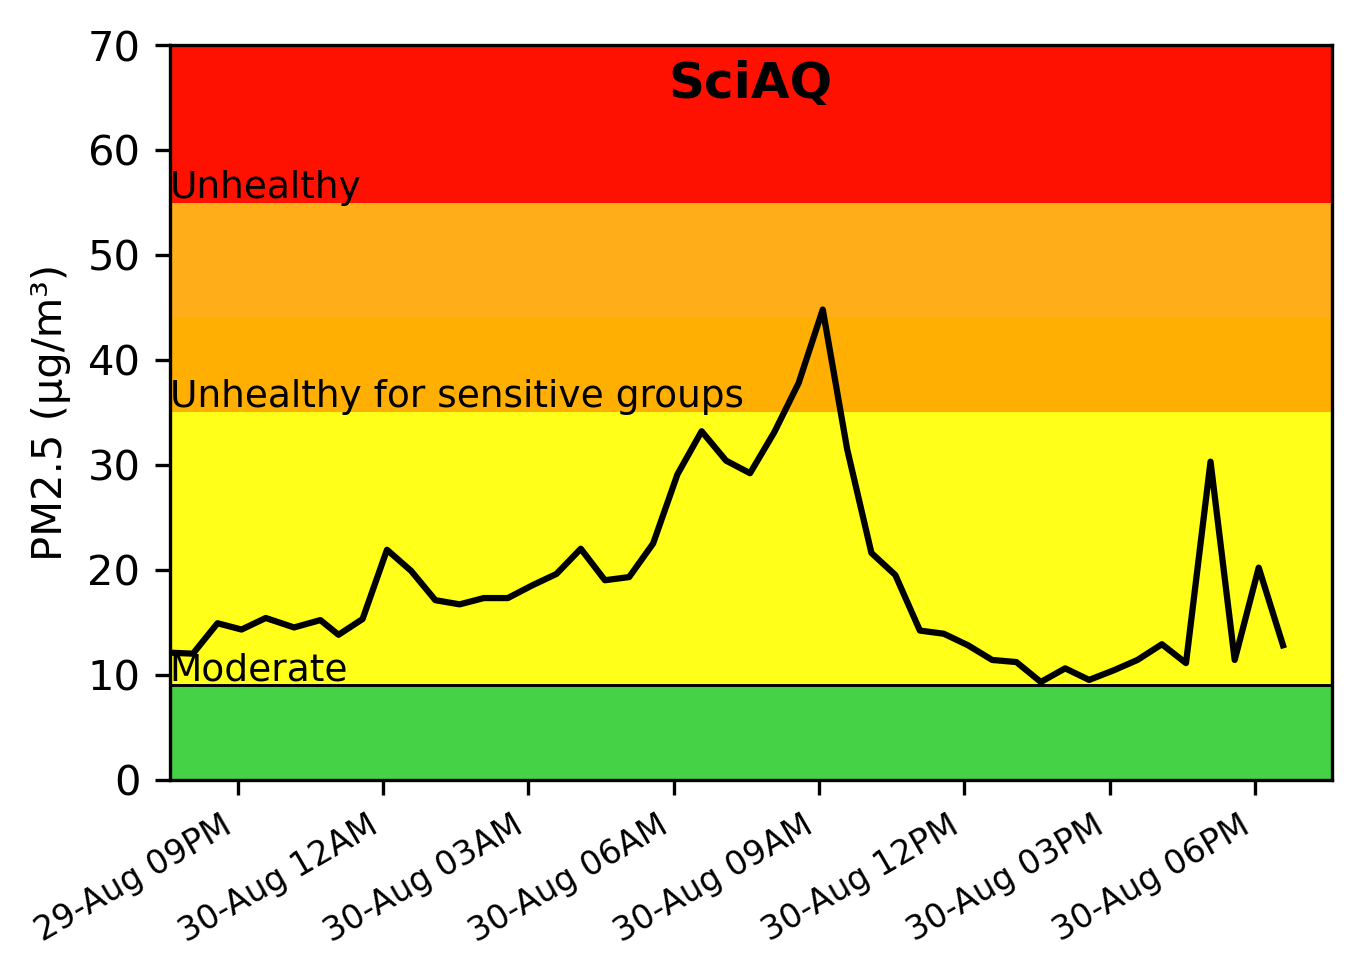 SciAQ
PM2.5 (µg/m³)
70
60
50
40
30
20
10
0
Unhealthy
Unhealthy for sensitive groups
Moderate
29-Aug 09PM
30-Aug 12AM
30-Aug 03AM
30-Aug 06AM
30-Aug 09AM
30-Aug 12PM
30-Aug 03PM
30-Aug 06PM